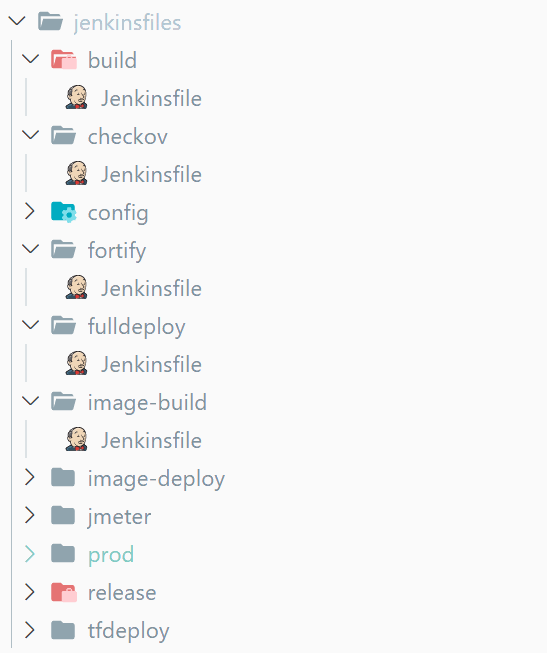 jenkinsfiles
build
Jenkinsfile
checkov
Jenkinsfile
config
fortify
Jenkinsfile
fulldeploy
Jenkinsfile
image-build
Jenkinsfile
image-deploy
jmeter
prod
release
tfdeploy